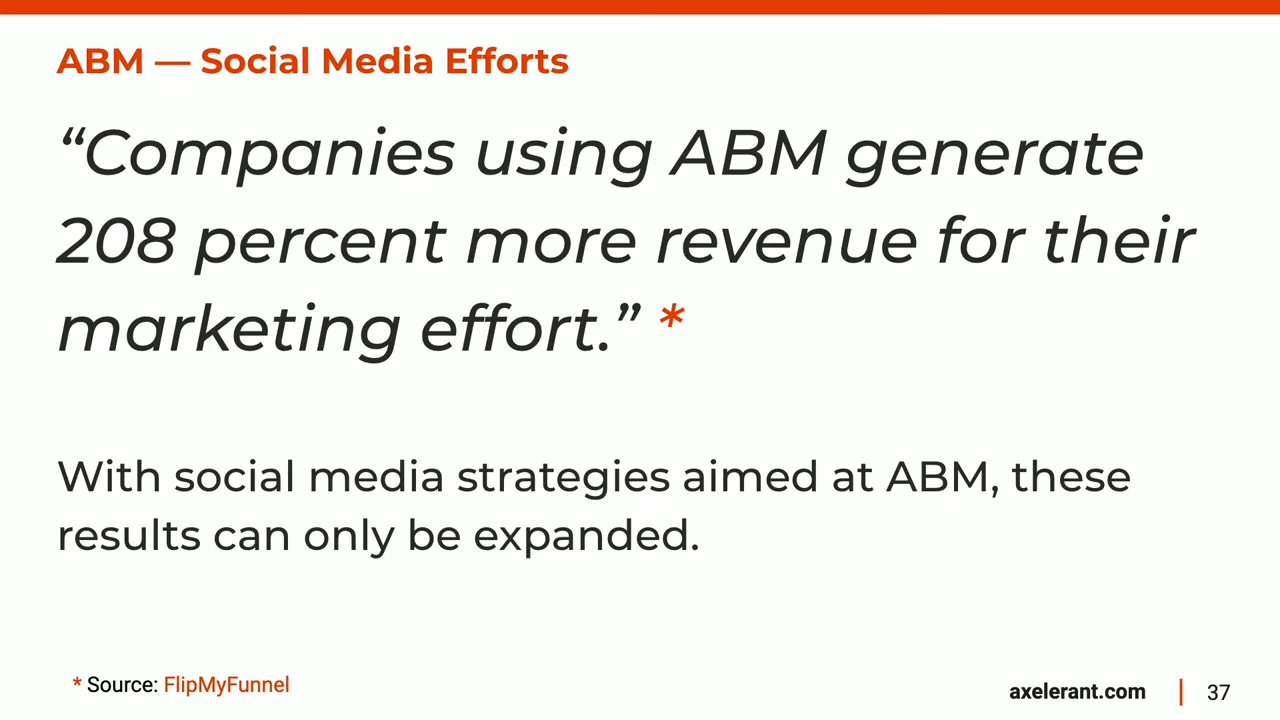 ABM — Social Media Efforts
“Companies using ABM generate
208 percent more revenue for their
marketing effort.” *
With social media strategies aimed at ABM, these
results can only be expanded.
* Source: FlipMyFunnel
axelerant.com | 37